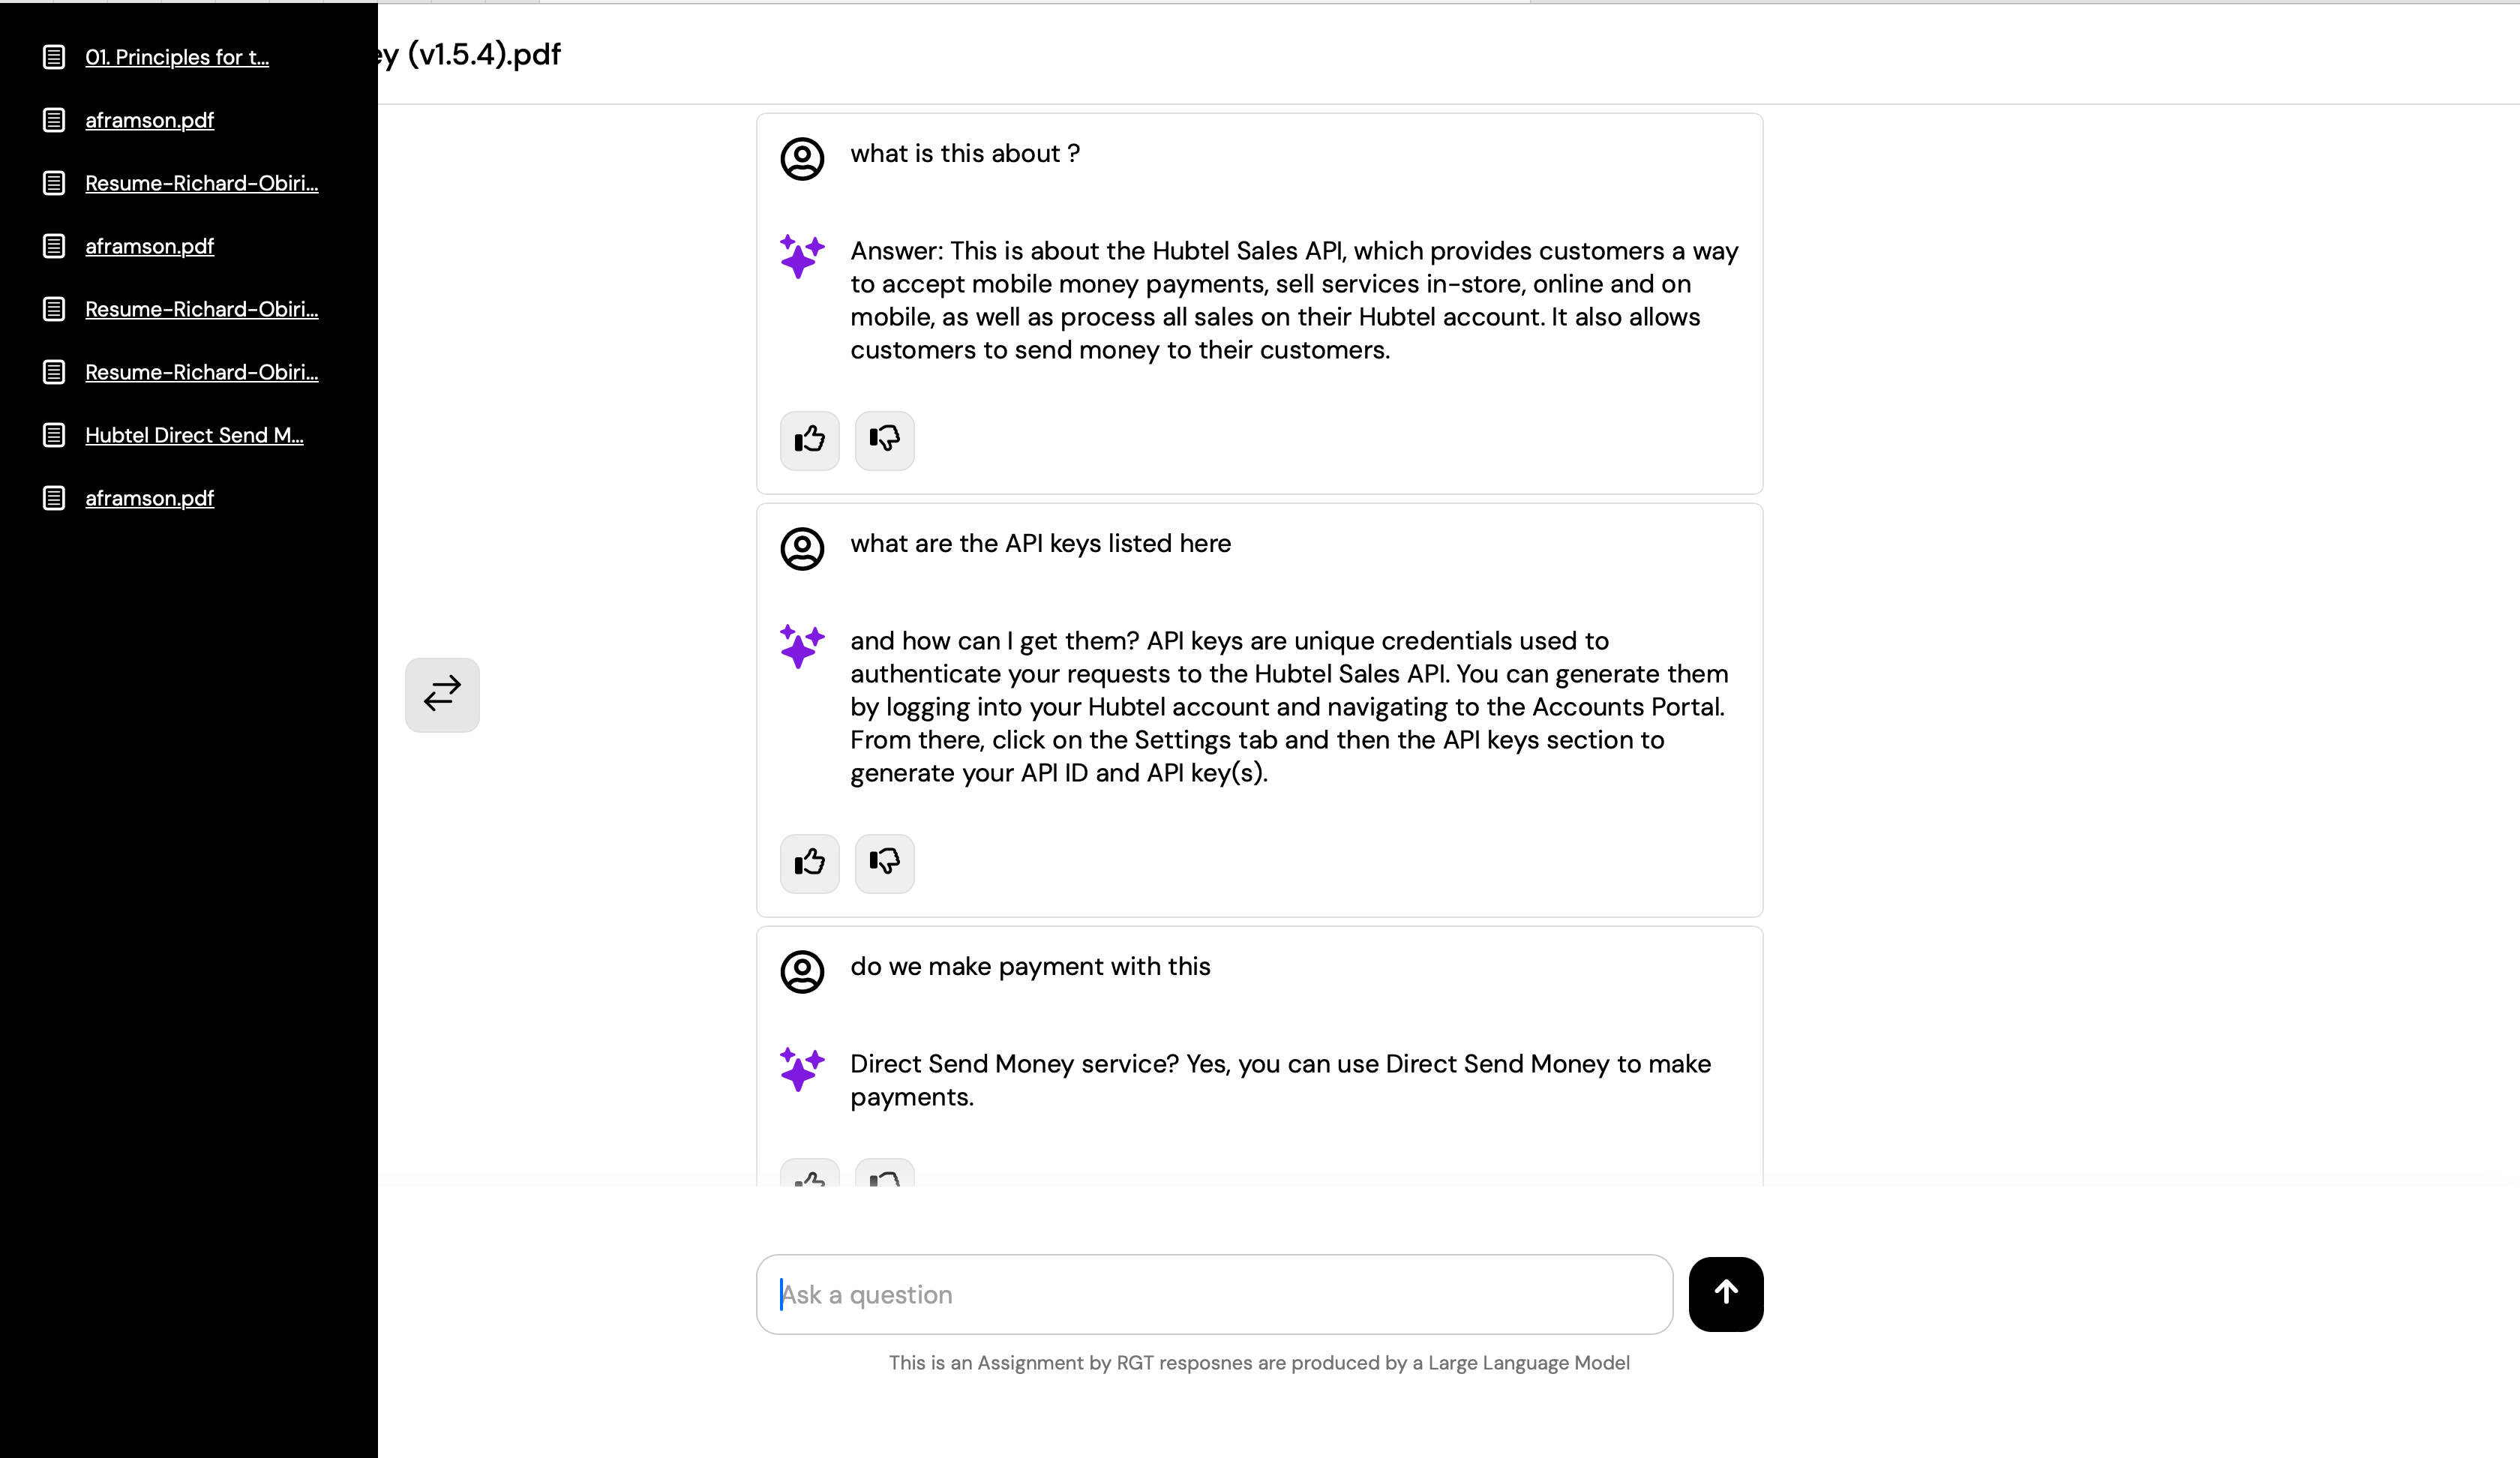 01. Principles for t...
aframson.pdf
Resume-Richard-Obiri...
aframson.pdf
Resume-Richard-Obiri...
Resume-Richard-Obiri...
Hubtel Direct Send M...
aframson.pdf
ey (v1.5.4).pdf
what is this about ?
Answer: This is about the Hubtel Sales API, which provides customers a way
to accept mobile money payments, sell services in-store, online and on
mobile, as well as process all sales on their Hubtel account. It also allows
customers to send money to their customers.
what are the API keys listed here
and how can I get them? API keys are unique credentials used to
authenticate your requests to the Hubtel Sales API. You can generate them
by logging into your Hubtel account and navigating to the Accounts Portal.
From there, click on the Settings tab and then the API keys section to
generate your API ID and API key(s).
do we make payment with this
Direct Send Money service? Yes, you can use Direct Send Money to make
payments.
Ask a question
This is an Assignment by RGT resposnes are produced by a Large Language Model